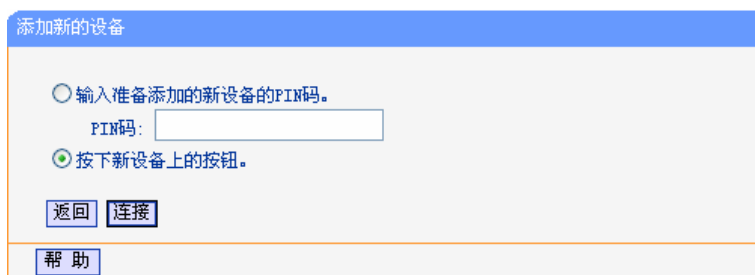 添加新的设备
输入准备添加的新设备的PIN码。
PIN码:
按下新设备上的按钮。
返回 连接
帮 助